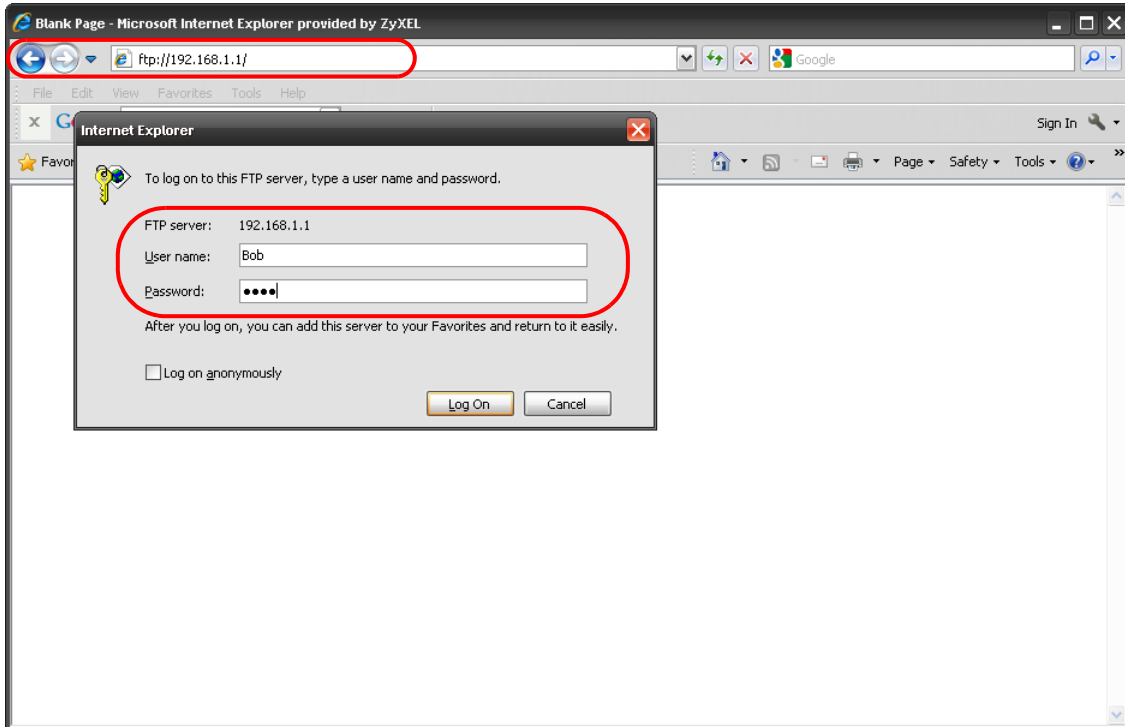 Blank Page - Microsoft Internet Explorer provided by ZyXEL
ftp://192.168.1.1/
Google
File Edit View Favorites Tools Help
x G
Sign In
Favor
Page Safety Tools
Internet Explorer
To log on to this FTP server, type a user name and password.
FTP server: 192.168.1.1
User name: Bob
Password: ●●●●
After you log on, you can add this server to your Favorites and return to it easily.
Log on anonymously
Log On Cancel